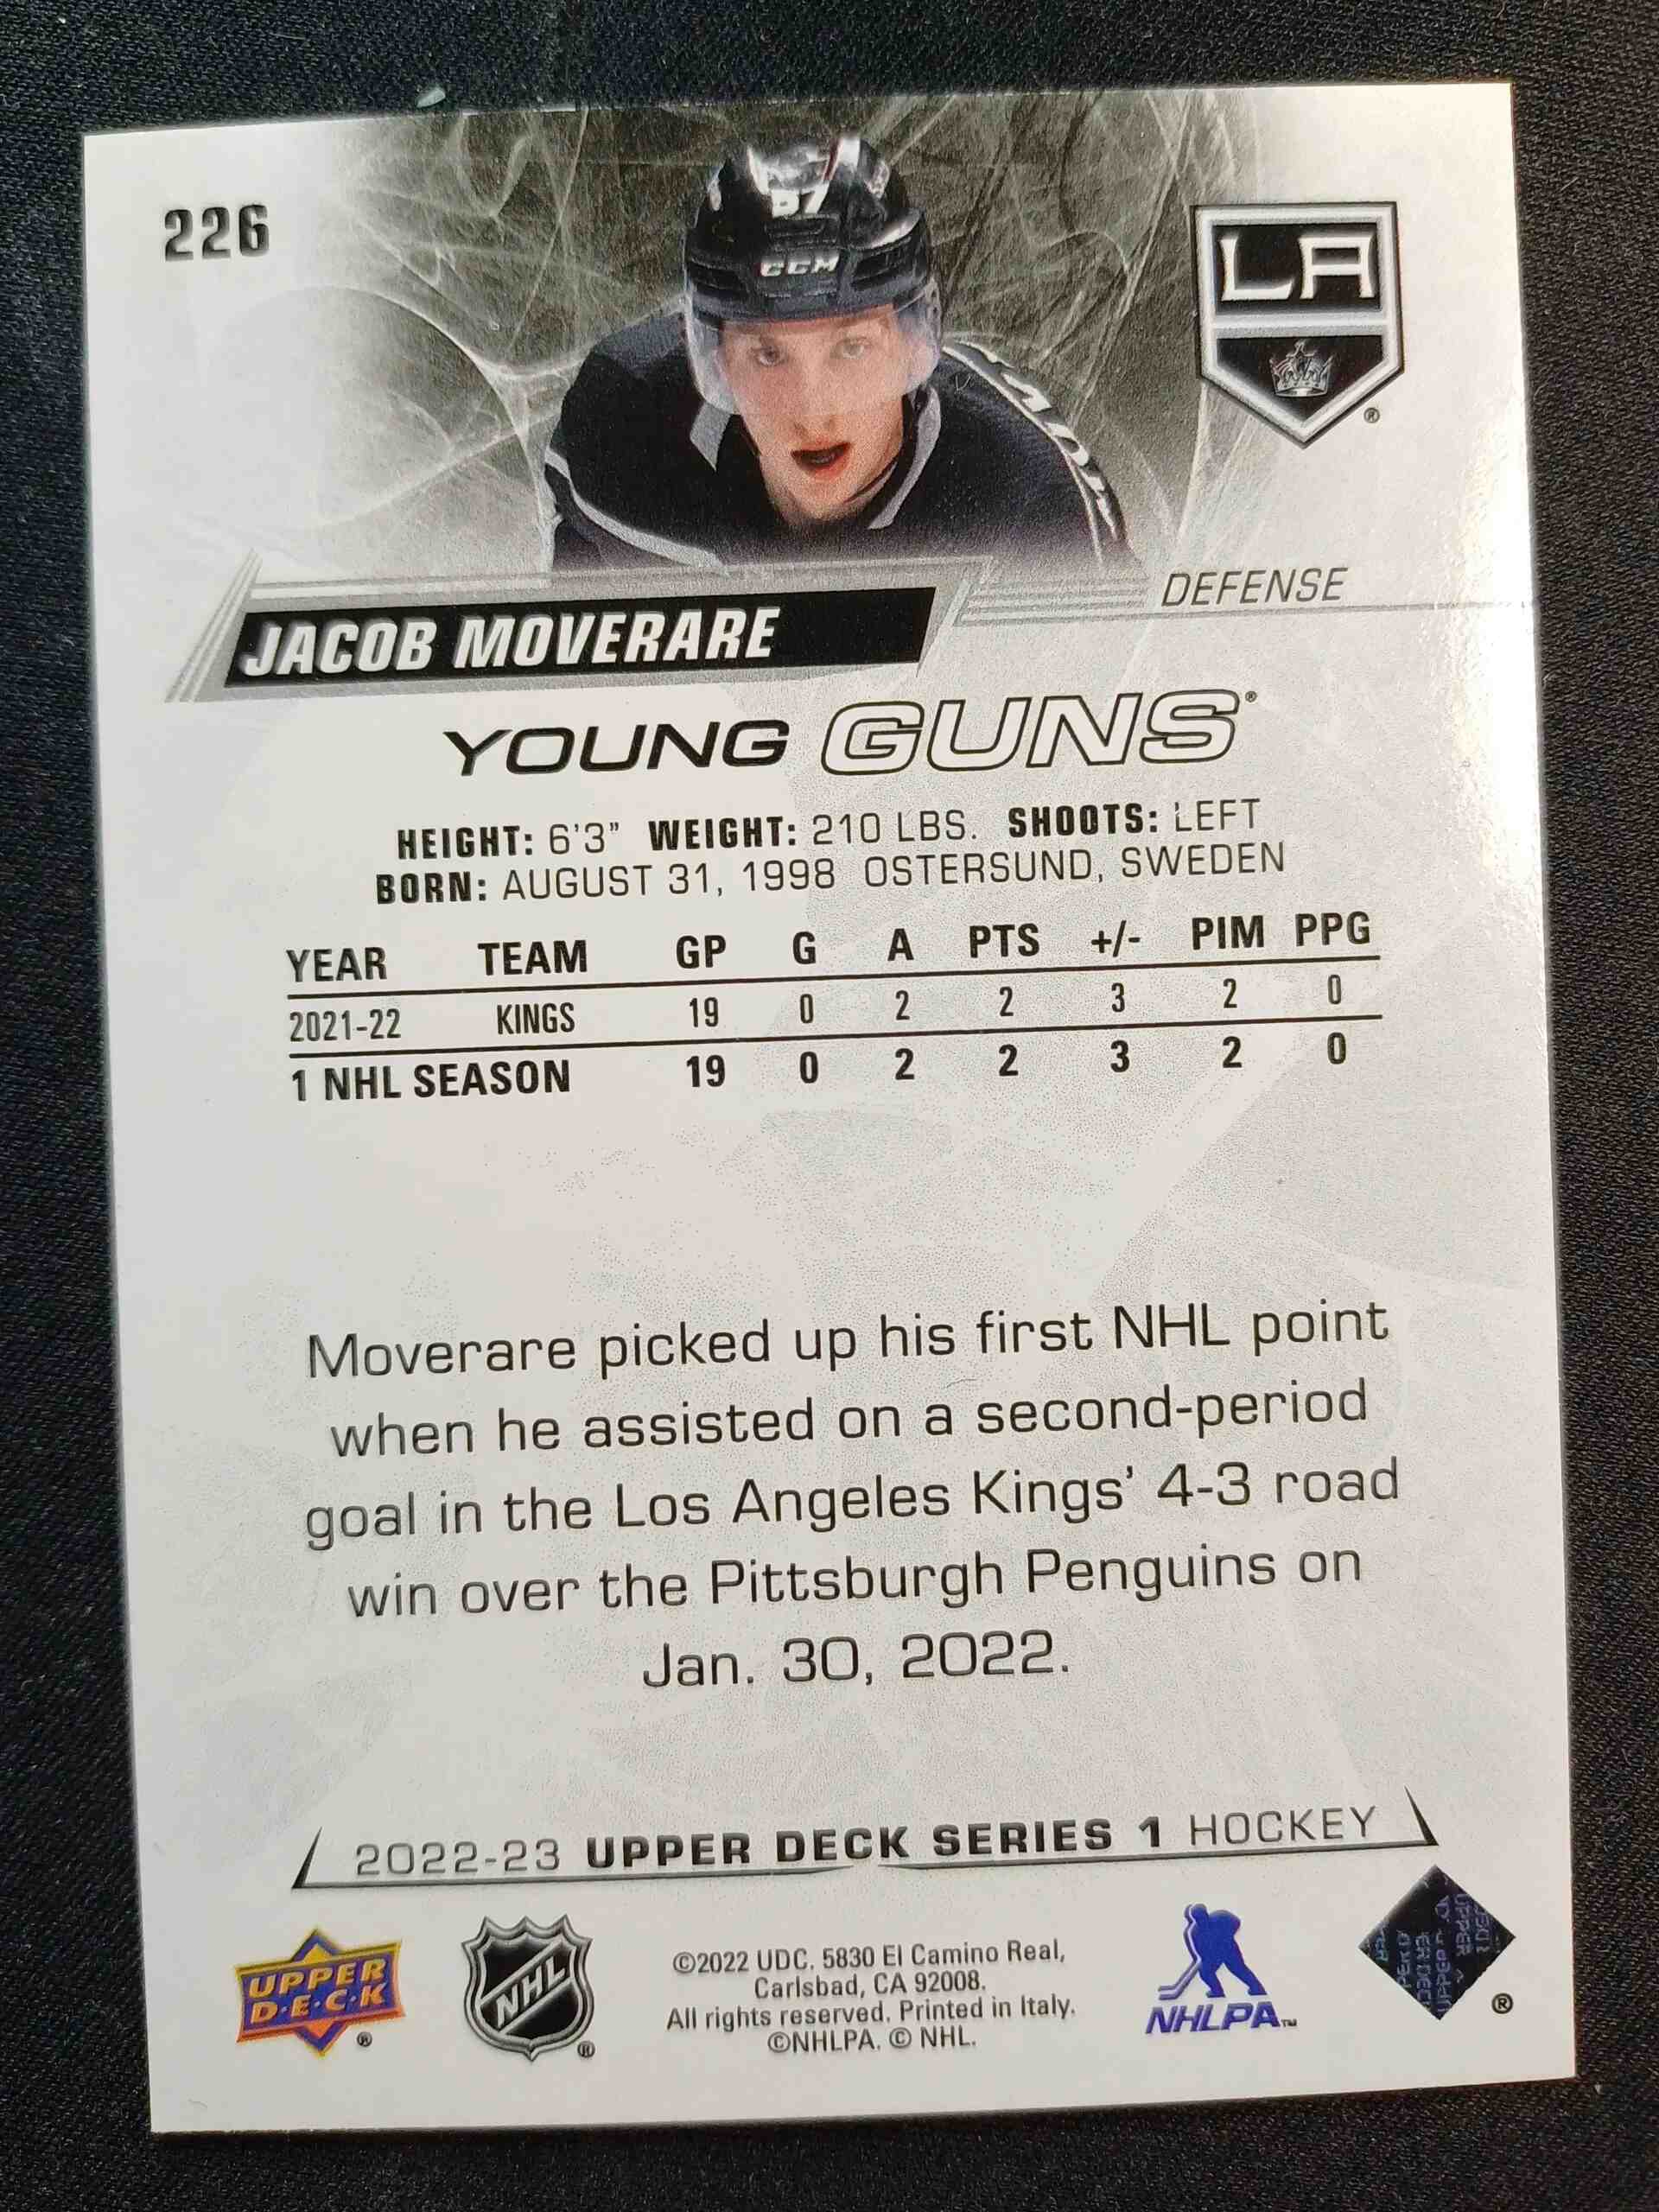 226
67
CCM
LA
®
DEFENSE
JACOB MOVERARE
YOUNG GUNS®
HEIGHT: 6'3" WEIGHT: 210 LBS. SHOOTS: LEFT
BORN: AUGUST 31, 1998 OSTERSUND, SWEDEN
YEAR TEAM GP G A PTS +/- PIM PPG
2021-22 KINGS 19 0 2 2 3 2 0
1 NHL SEASON 19 0 2 2 3 2 0
Moverare picked up his first NHL point
when he assisted on a second-period
goal in the Los Angeles Kings' 4-3 road
win over the Pittsburgh Penguins on
Jan. 30, 2022.
2022-23 UPPER DECK SERIES 1 HOCKEY
UPPER
D·E·C·K
®
NHL
®
©2022 UDC. 5830 El Camino Real,
Carlsbad, CA 92008.
All rights reserved. Printed in Italy.
©NHLPA. © NHL.
NHLPA™
®